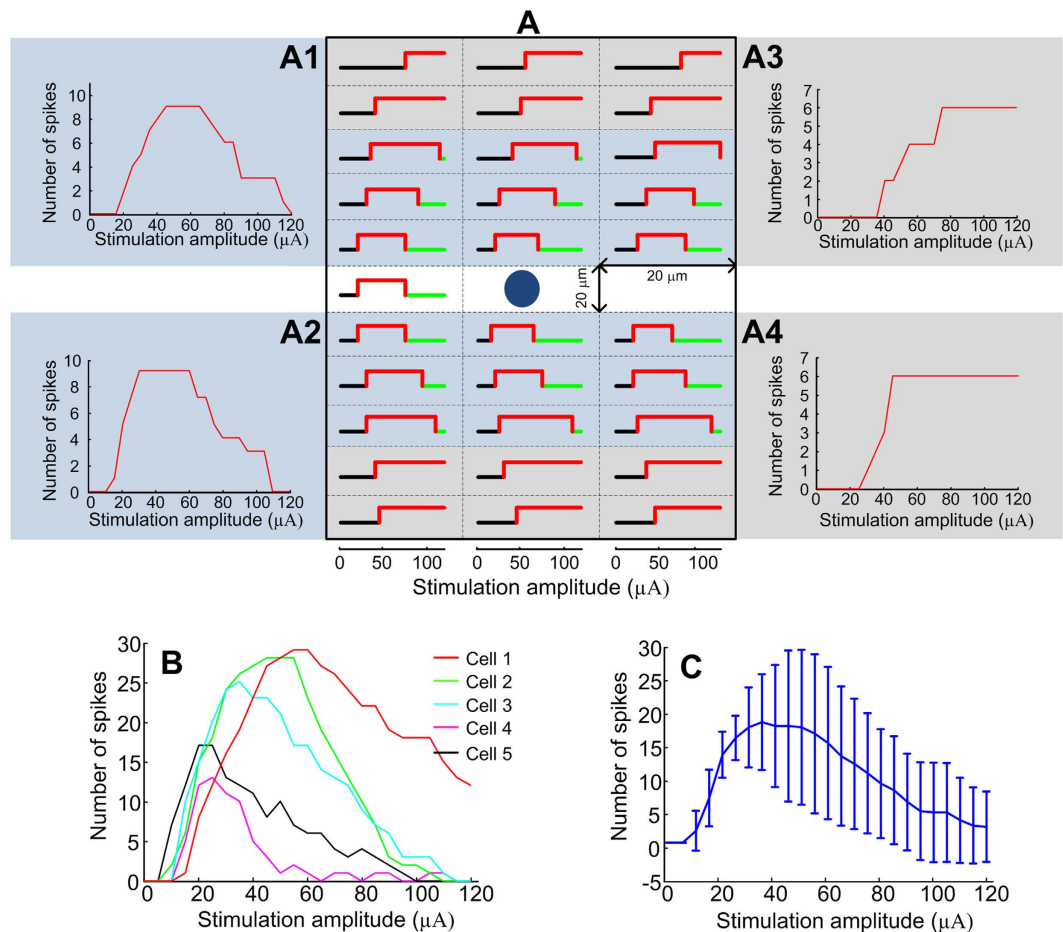 A
A1
Number of spikes
10
8
6
4
2
0
0 20 40 60 80 100 120
Stimulation amplitude (μA)
A3
Number of spikes
7
6
5
4
3
2
1
0
0 20 40 60 80 100 120
Stimulation amplitude (μA)
20 μm
20 μm
A2
Number of spikes
10
8
6
4
2
0
0 20 40 60 80 100 120
Stimulation amplitude (μA)
A4
Number of spikes
7
6
5
4
3
2
1
0
0 20 40 60 80 100 120
Stimulation amplitude (μA)
0 50 100 0 50 100 0 50 100
Stimulation amplitude (μA)
B
Number of spikes
30
25
20
15
10
5
0
0 20 40 60 80 100 120
Stimulation amplitude (μA)
Cell 1
Cell 2
Cell 3
Cell 4
Cell 5
C
Number of spikes
30
25
20
15
10
5
0
-5
0 20 40 60 80 100 120
Stimulation amplitude (μA)